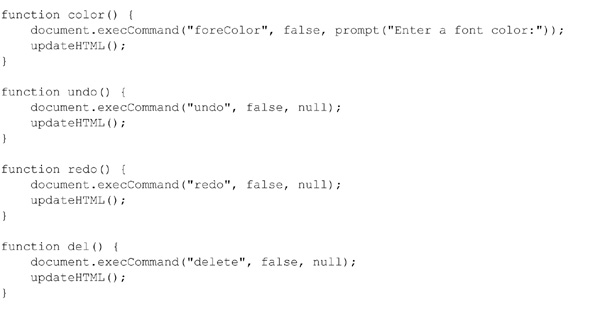 function color() {
    document.execCommand("foreColor", false, prompt("Enter a font color:"));
    updateHTML();
}

function undo() {
    document.execCommand("undo", false, null);
    updateHTML();
}

function redo() {
    document.execCommand("redo", false, null);
    updateHTML();
}

function del() {
    document.execCommand("delete", false, null);
    updateHTML();
}